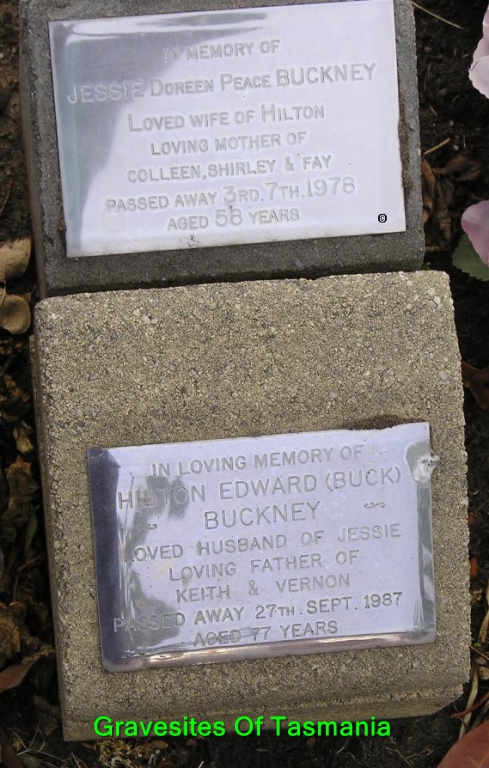 IN MEMORY OF
JESSIE DOREEN PEACE BUCKNEY
LOVED WIFE OF HILTON
LOVING MOTHER OF
COLLEEN, SHIRLEY & FAY
PASSED AWAY 3RD. 7TH. 1978
AGED 58 YEARS
©
IN LOVING MEMORY OF
HILTON EDWARD (BUCK)
BUCKNEY
LOVED HUSBAND OF JESSIE
LOVING FATHER OF
KEITH & VERNON
PASSED AWAY 27TH. SEPT. 1987
AGED 77 YEARS
Gravesites Of Tasmania